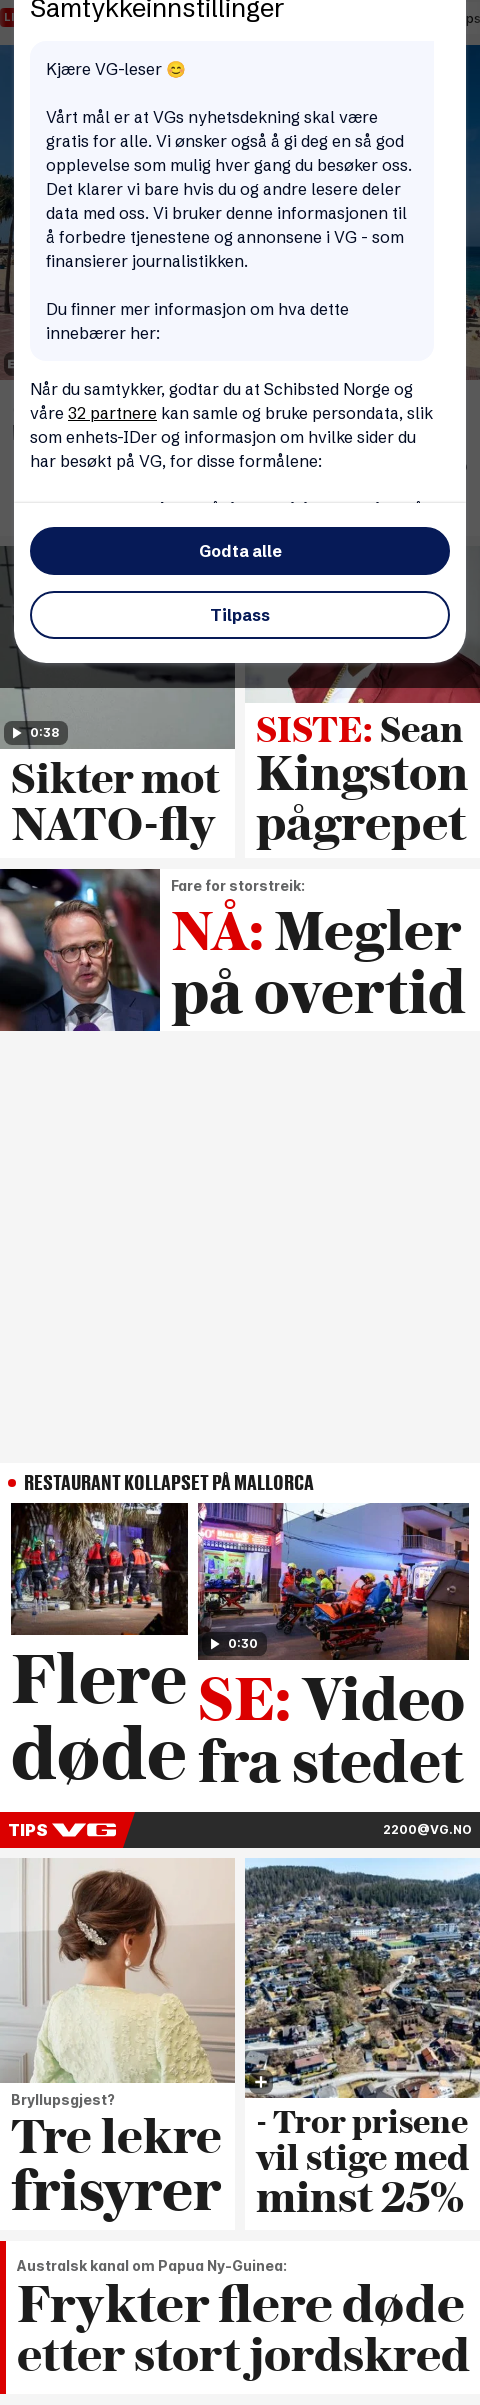 Samtykkeinnstillinger
Kjære VG-leser 😊
Vårt mål er at VGs nyhetsdekning skal være
gratis for alle. Vi ønsker også å gi deg en så god
opplevelse som mulig hver gang du besøker oss.
Det klarer vi bare hvis du og andre lesere deler
data med oss. Vi bruker denne informasjonen til
å forbedre tjenestene og annonsene i VG - som
finansierer journalistikken.
Du finner mer informasjon om hva dette
innebærer her:
Når du samtykker, godtar du at Schibsted Norge og
våre 32 partnere kan samle og bruke persondata, slik
som enhets-IDer og informasjon om hvilke sider du
har besøkt på VG, for disse formålene:
Godta alle
Tilpass
0:38
Sikter mot
NATO-fly
SISTE: Sean
Kingston
pågrepet
Fare for storstreik:
NÅ: Megler
på overtid
RESTAURANT KOLLAPSET PÅ MALLORCA
Flere
døde
0:30
SE: Video
fra stedet
TIPS VG
2200@VG.NO
Bryllupsgjest?
Tre lekre
frisyrer
- Tror prisene
vil stige med
minst 25%
Australsk kanal om Papua Ny-Guinea:
Frykter flere døde
etter stort jordskred